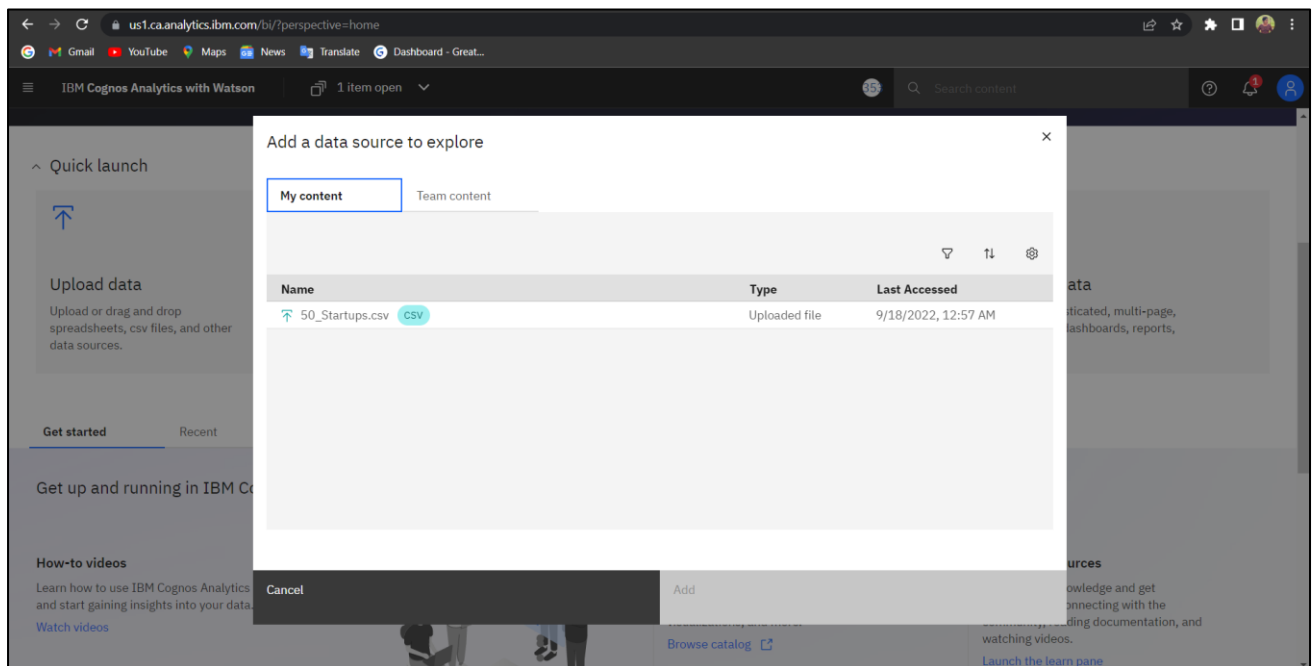 us1.ca.analytics.ibm.com/bi/?perspective=home
Gmail YouTube Maps News Translate Dashboard - Great...
IBM Cognos Analytics with Watson 1 item open Search content 1
Add a data source to explore
Quick launch
My content Team content
Upload data
Upload or drag and drop
spreadsheets, csv files, and other
data sources.
Name Type Last Accessed
50_Startups.csv CSV Uploaded file 9/18/2022, 12:57 AM
ata
sticated, multi-page,
dashboards, reports,
Get started Recent
Get up and running in IBM Co
How-to videos
Learn how to use IBM Cognos Analytics
and start gaining insights into your data.
Watch videos
Cancel Add
Browse catalog
urces
owledge and get
onnecting with the
documentation, and
watching videos.
Launch the learn pane